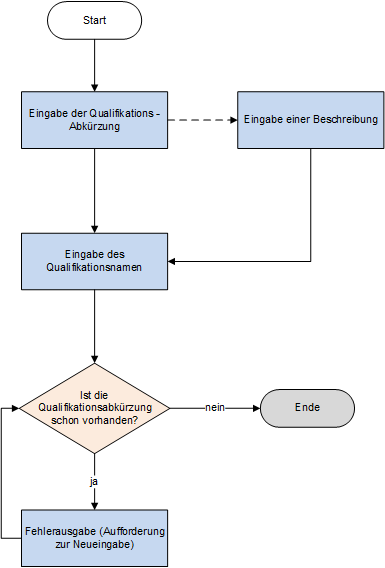 Start
Eingabe der Qualifikations -
Abkürzung
Eingabe einer Beschreibung
Eingabe des
Qualifikationsnamen
Ist die
Qualifikationsabkürzung
schon vorhanden?
nein
Ende
ja
Fehlerausgabe (Aufforderung
zur Neueingabe)